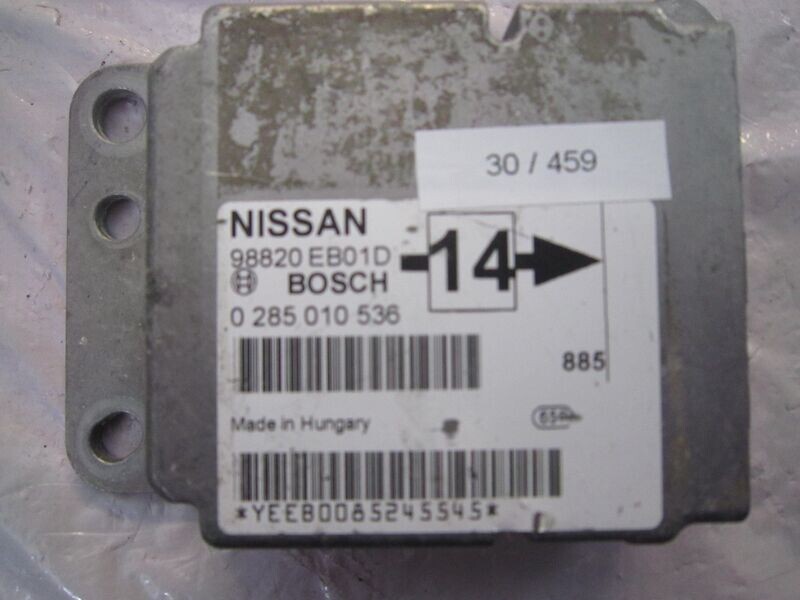 30 / 459
NISSAN
98820 EB01D
14
BOSCH
0 285 010 536
885
Made in Hungary
*YEEB0085245545*